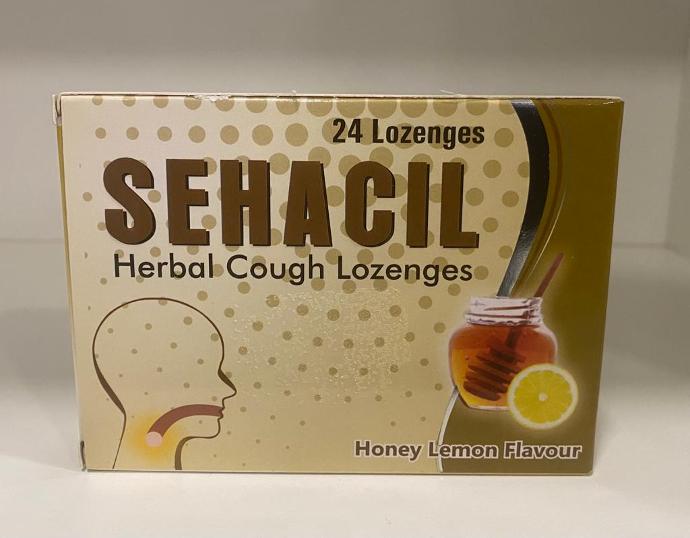 24 Lozenges
SEHACIL
Herbal Cough Lozenges
Honey Lemon Flavour